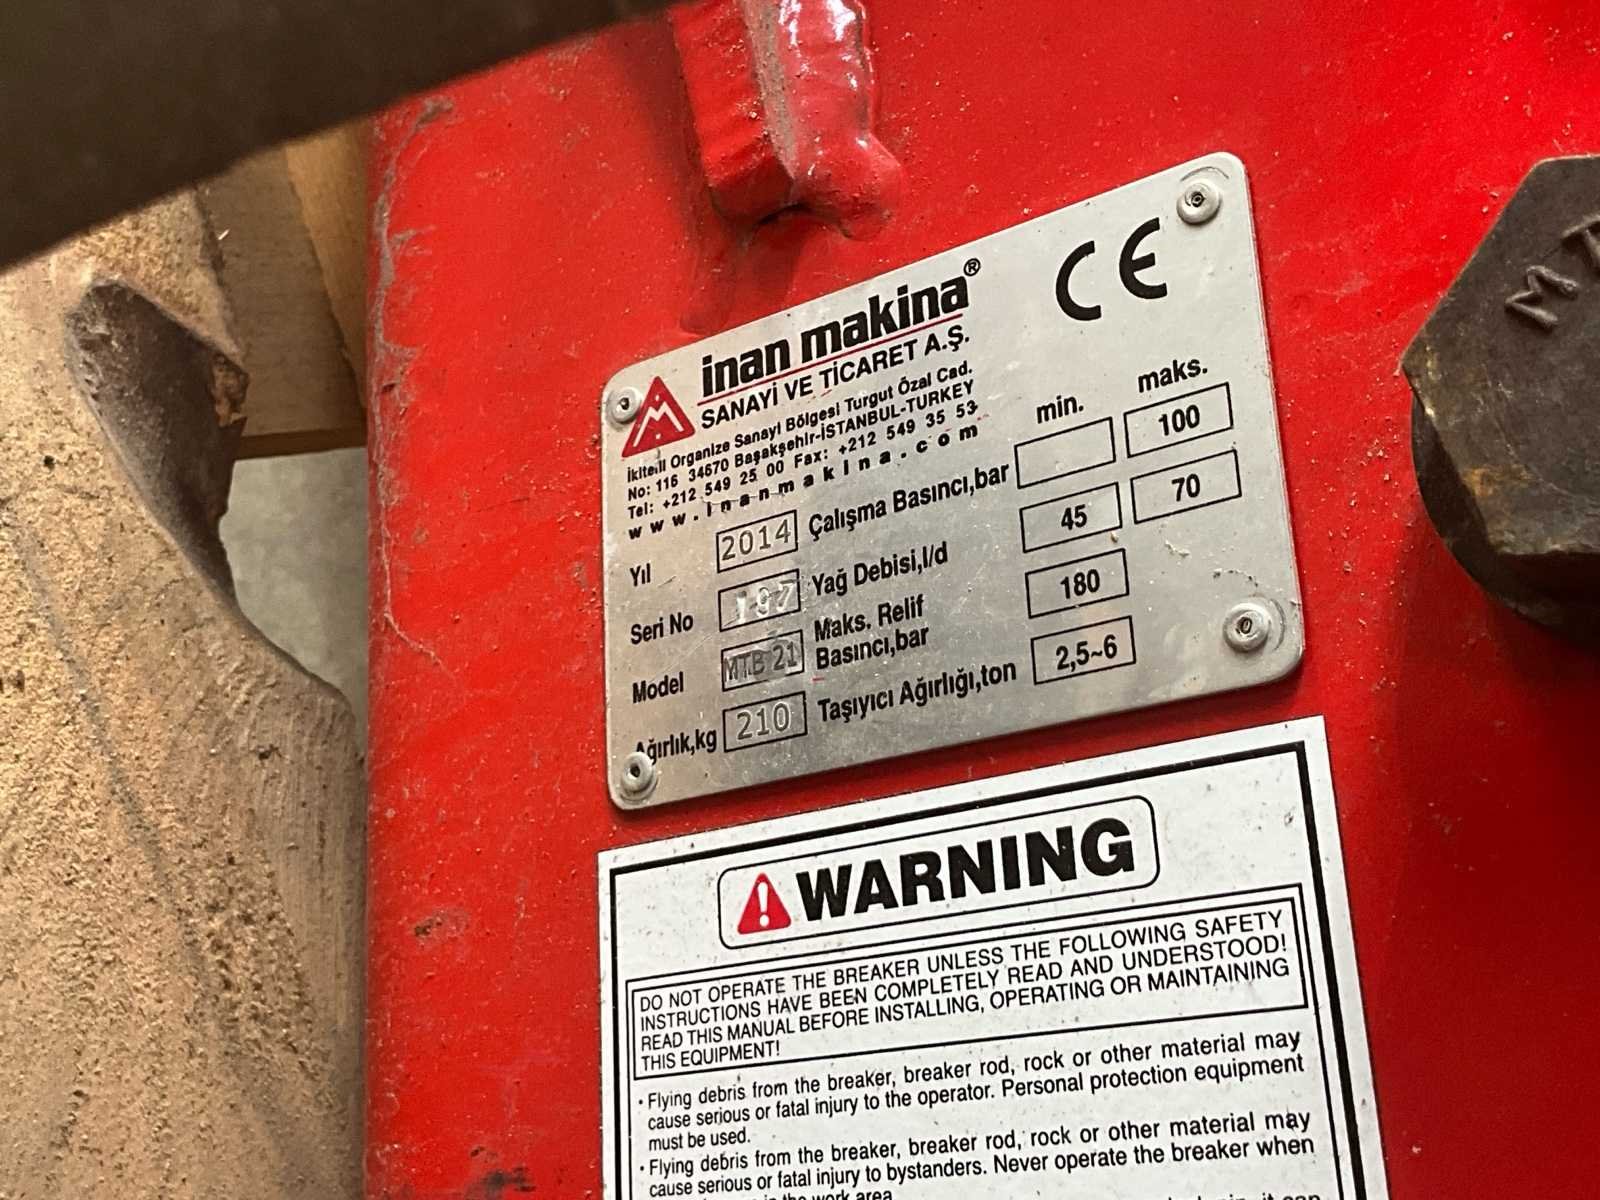 inan makina®
SANAYİ VE TİCARET A.Ş.
İkitelli Organize Sanayi Bölgesi Turgut Özal Cad.
No: 116 34670 Başakşehir-İSTANBUL-TURKEY
Tel: +212 549 25 00 Fax: +212 549 35 53
www.inanmakina.com
CE
min. maks.
Yıl 2014 Çalışma Basıncı,bar 100
Seri No 197 Yağ Debisi,l/d 45 70
Model MTB 21 Maks. Relif Basıncı,bar 180
Ağırlık,kg 210 Taşıyıcı Ağırlığı,ton 2,5~6
WARNING
DO NOT OPERATE THE BREAKER UNLESS THE FOLLOWING SAFETY
INSTRUCTIONS HAVE BEEN COMPLETELY READ AND UNDERSTOOD!
READ THIS MANUAL BEFORE INSTALLING, OPERATING OR MAINTAINING
THIS EQUIPMENT!
• Flying debris from the breaker, breaker rod, rock or other material may
cause serious or fatal injury to the operator. Personal protection equipment
must be used.
• Flying debris from the breaker, breaker rod, rock or other material may
cause serious or fatal injury to bystanders. Never operate the breaker when
the work area
it can
MT